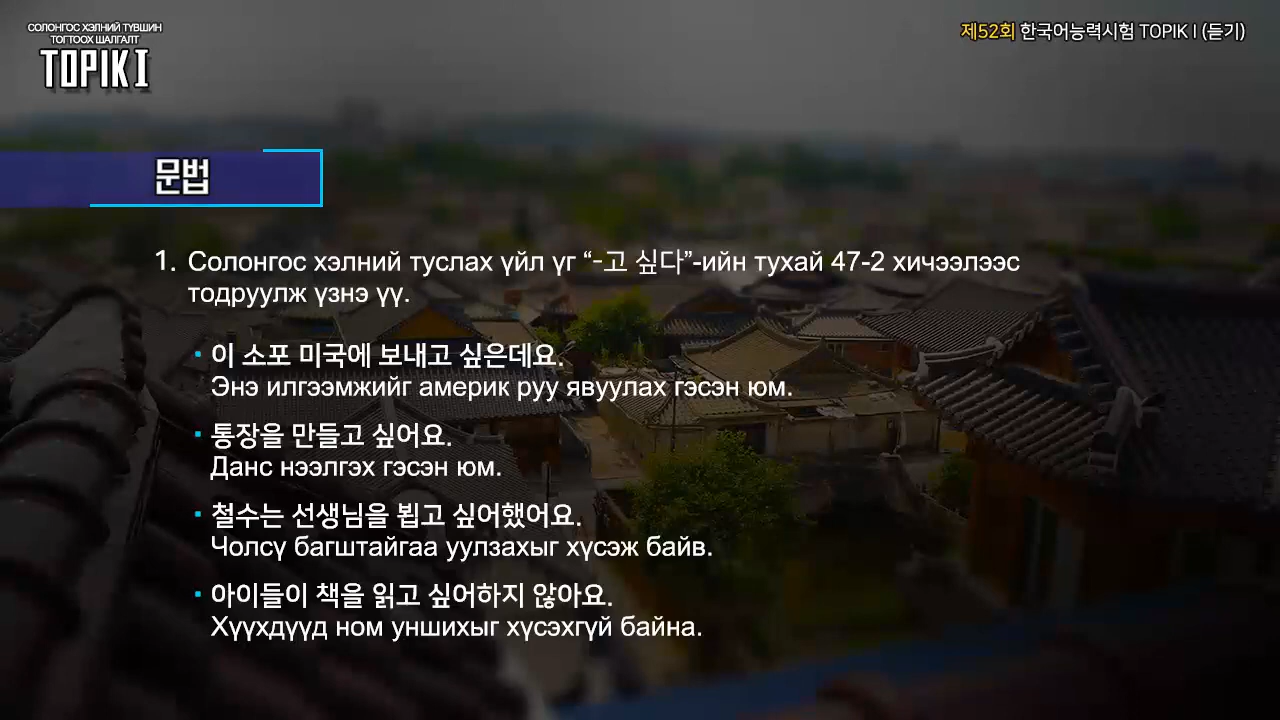 СОЛОНГОС ХЭЛНИЙ ТҮВШИН
ТОГТООХ ШАЛГАЛТ
TOPIK I
제52회 한국어능력시험 TOPIK I (듣기)
문법
1. Солонгос хэлний туслах үйл үг “-고 싶다”-ийн тухай 47-2 хичээлээс
тодруулж үзнэ үү.
· 이 소포 미국에 보내고 싶은데요.
Энэ илгээмжийг америк руу явуулах гэсэн юм.
· 통장을 만들고 싶어요.
Данс нээлгэх гэсэн юм.
· 철수는 선생님을 뵙고 싶어했어요.
Чолсү багштайгаа уулзахыг хүсэж байв.
· 아이들이 책을 읽고 싶어하지 않아요.
Хүүхдүүд ном уншихыг хүсэхгүй байна.